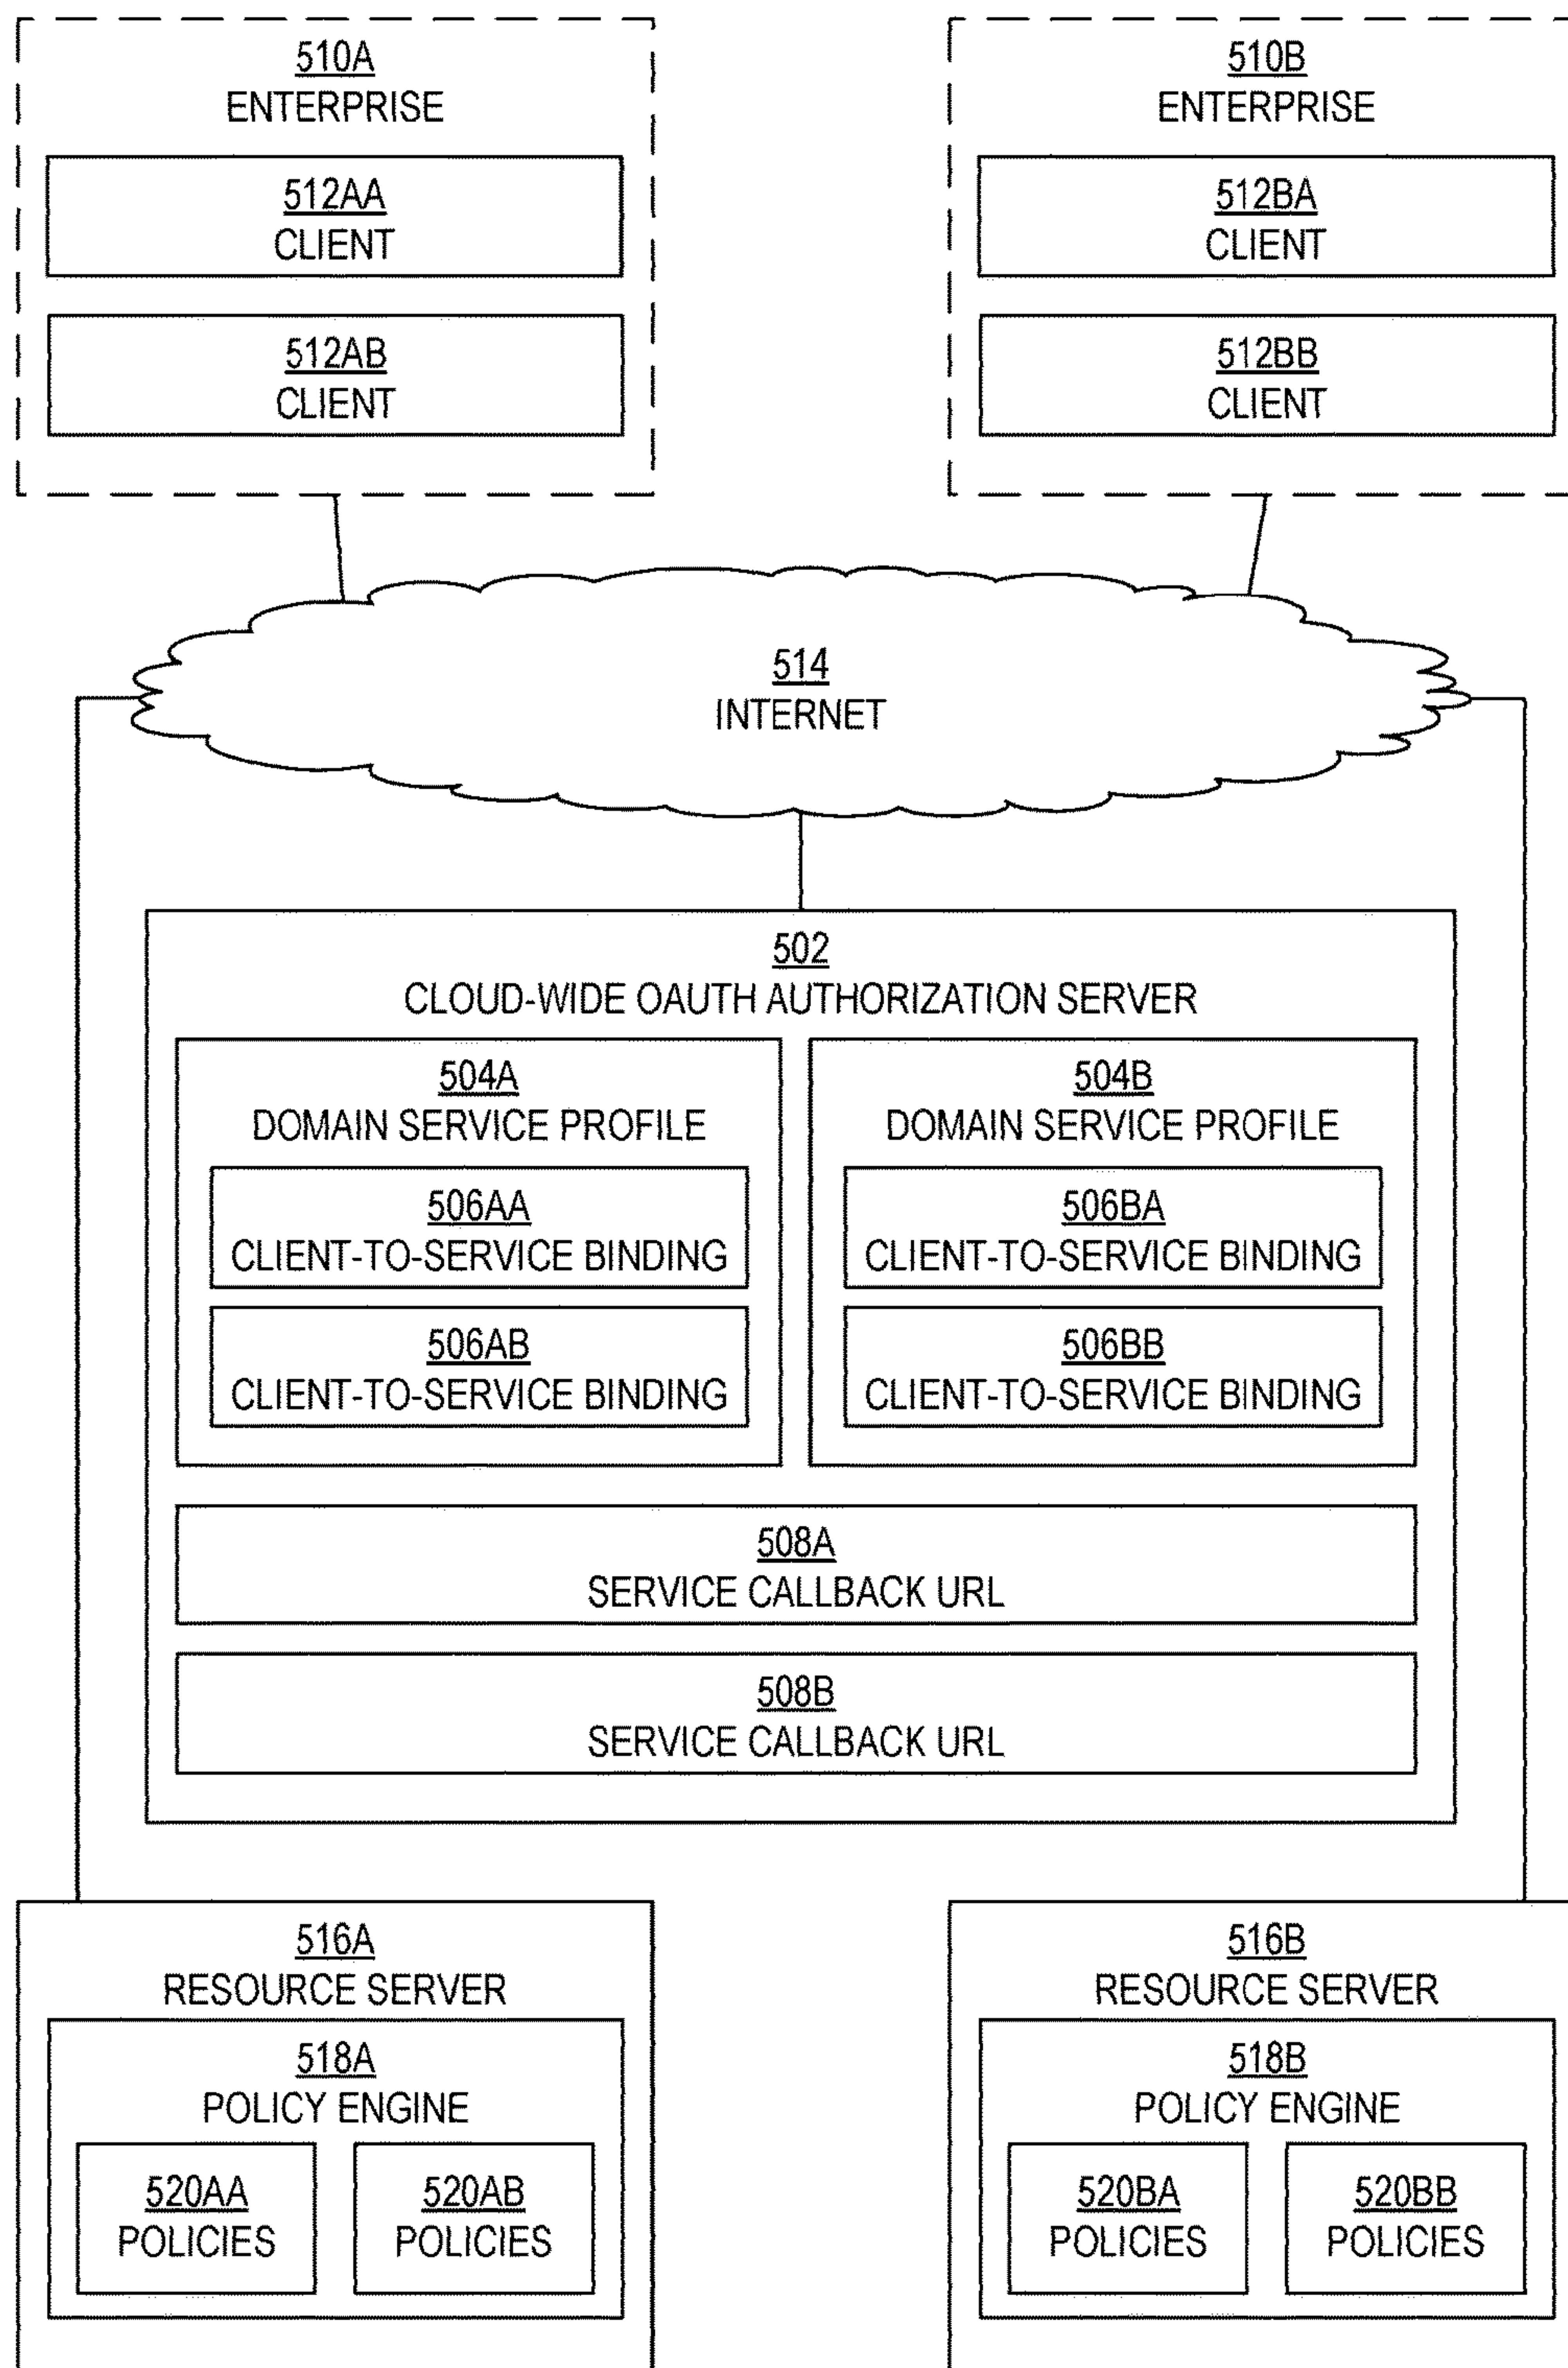 510A
ENTERPRISE
512AA
CLIENT
512AB
CLIENT
510B
ENTERPRISE
512BA
CLIENT
512BB
CLIENT
514
INTERNET
502
CLOUD-WIDE OAUTH AUTHORIZATION SERVER
504A
DOMAIN SERVICE PROFILE
506AA
CLIENT-TO-SERVICE BINDING
506AB
CLIENT-TO-SERVICE BINDING
504B
DOMAIN SERVICE PROFILE
506BA
CLIENT-TO-SERVICE BINDING
506BB
CLIENT-TO-SERVICE BINDING
508A
SERVICE CALLBACK URL
508B
SERVICE CALLBACK URL
516A
RESOURCE SERVER
518A
POLICY ENGINE
520AA
POLICIES
520AB
POLICIES
516B
RESOURCE SERVER
518B
POLICY ENGINE
520BA
POLICIES
520BB
POLICIES